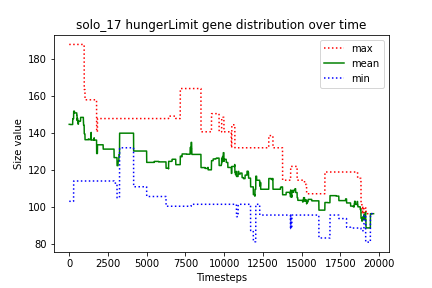 solo_17 hungerLimit gene distribution over time
max
mean
min
Size value
180
160
140
120
100
80
0
2500
5000
7500
10000
12500
15000
17500
20000
Timesteps